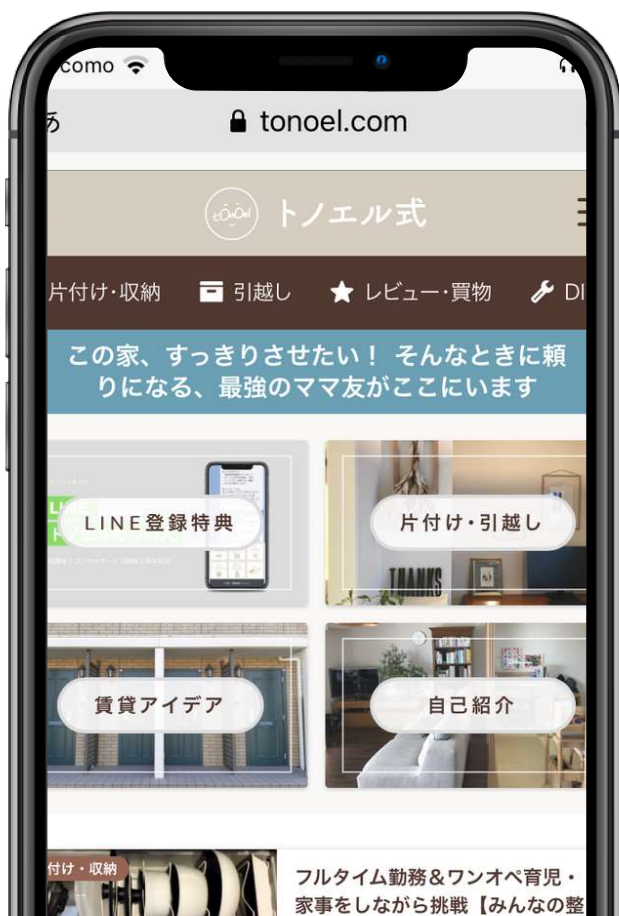 como
あ
tonoel.com
tonoel トノエル式
片付け・収納 引越し レビュー・買物 DI
この家、すっきりさせたい！ そんなときに頼
りになる、最強のママ友がここにいます
LINE登録特典
片付け・引越し
THANKS
賃貸アイデア
自己紹介
付け・収納
フルタイム勤務＆ワンオペ育児・
家事をしながら挑戦【みんなの整